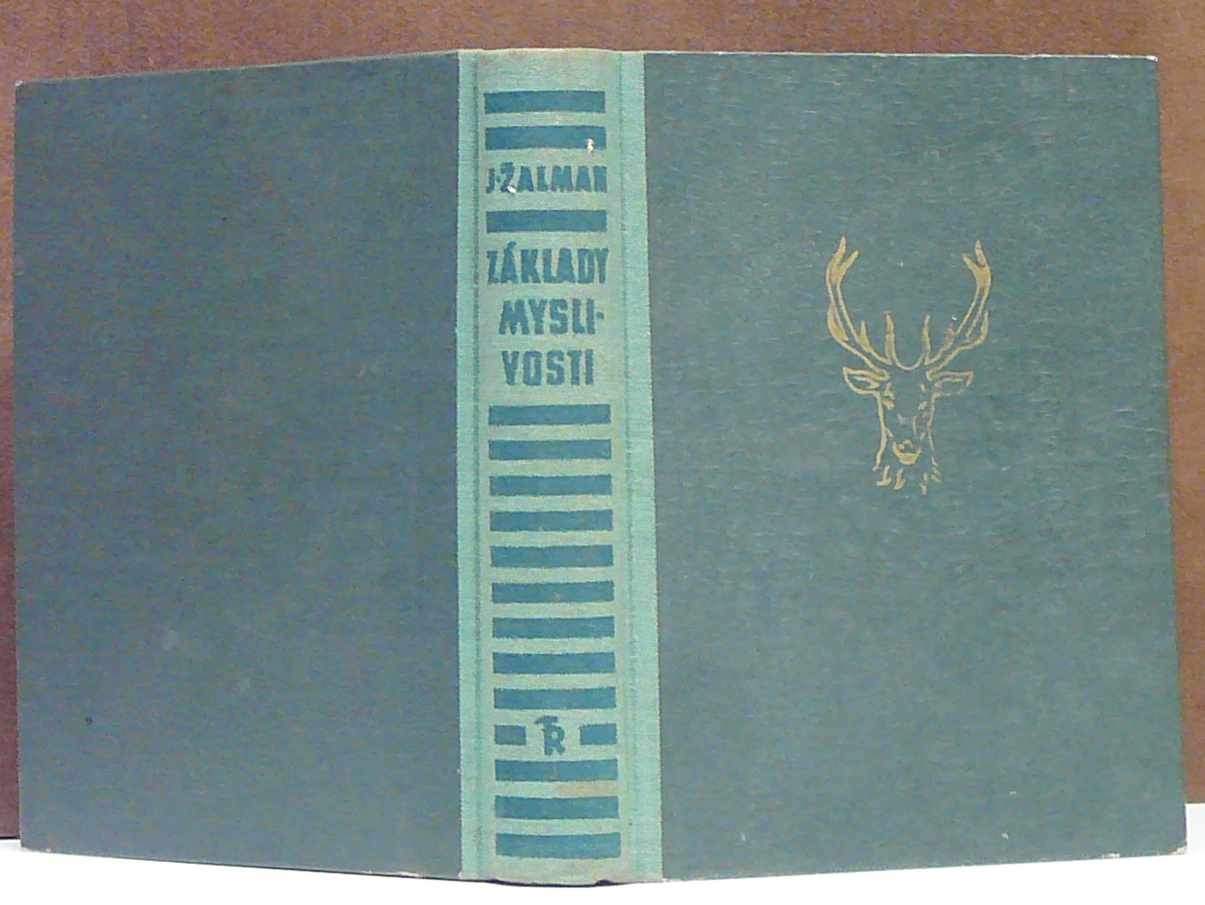 J·ŽALMAN
ZÁKLADY
MYSLI-
VOSTI
TR